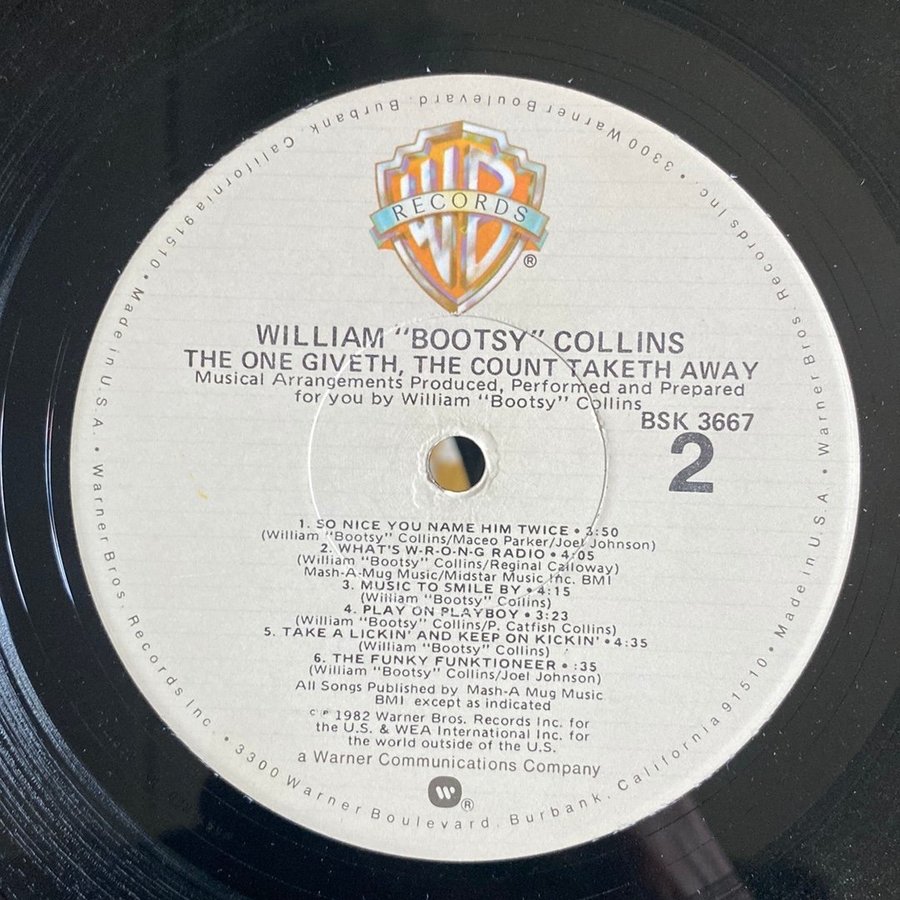 WB
RECORDS
®
WILLIAM "BOOTSY" COLLINS
THE ONE GIVETH, THE COUNT TAKETH AWAY
Musical Arrangements Produced, Performed and Prepared
for you by William "Bootsy" Collins
BSK 3667
2
1. SO NICE YOU NAME HIM TWICE • 3:50
(William "Bootsy" Collins/Maceo Parker/Joel Johnson)
2. WHAT'S W-R-O-N-G RADIO • 4:05
(William "Bootsy" Collins/Reginal Calloway)
Mash-A-Mug Music/Midstar Music Inc. BMI
3. MUSIC TO SMILE BY • 4:15
(William "Bootsy" Collins)
4. PLAY ON PLAYBOY • 3:23
(William "Bootsy" Collins/P. Catfish Collins)
5. TAKE A LICKIN' AND KEEP ON KICKIN' • 4:35
(William "Bootsy" Collins)
6. THE FUNKY FUNKTIONEER • :35
(William "Bootsy" Collins/Joel Johnson)
All Songs Published by Mash-A Mug Music
BMI except as indicated
© ℗ 1982 Warner Bros. Records Inc. for
the U.S. & WEA International Inc. for
the world outside of the U.S.
a Warner Communications Company
W ®
Warner Bros. Records Inc. • 3300 Warner Boulevard, Burbank, California 91510 • Made in U.S.A. • Warner Bros. Records Inc. • 3300 Warner Boulevard, Burbank, California 91510 • Made in U.S.A. •